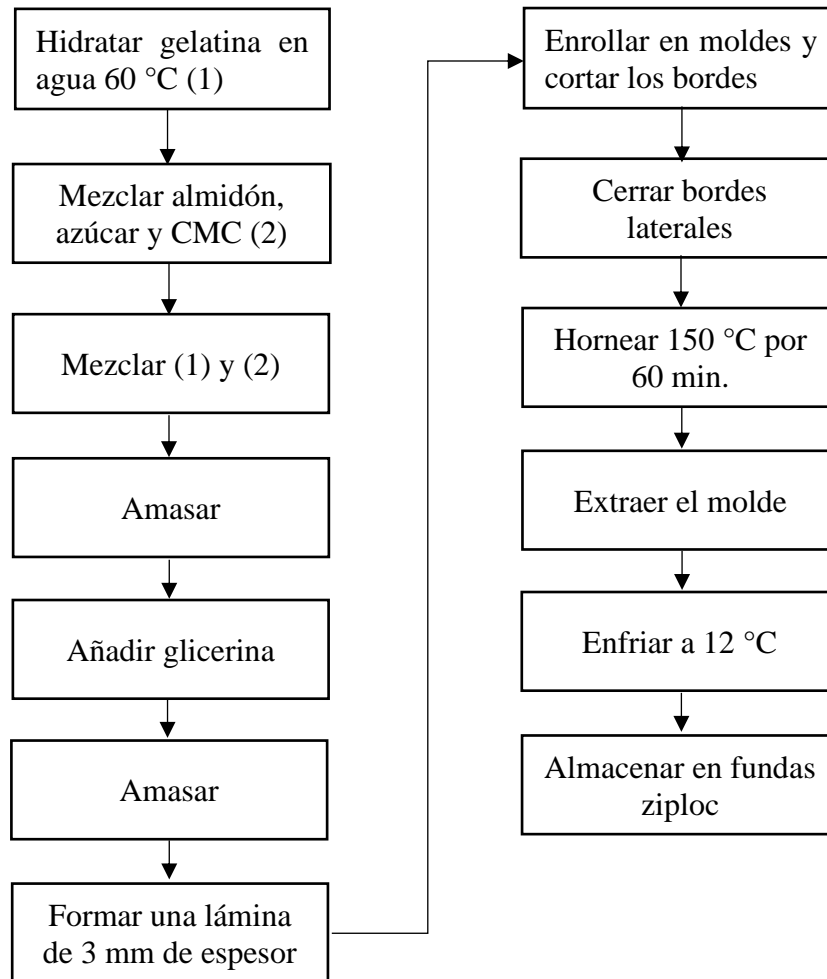 Hidratar gelatina en
agua 60 °C (1)
Mezclar almidón,
azúcar y CMC (2)
Mezclar (1) y (2)
Amasar
Añadir glicerina
Amasar
Formar una lámina
de 3 mm de espesor
Enrollar en moldes y
cortar los bordes
Cerrar bordes
laterales
Hornear 150 °C por
60 min.
Extraer el molde
Enfriar a 12 °C
Almacenar en fundas
ziploc